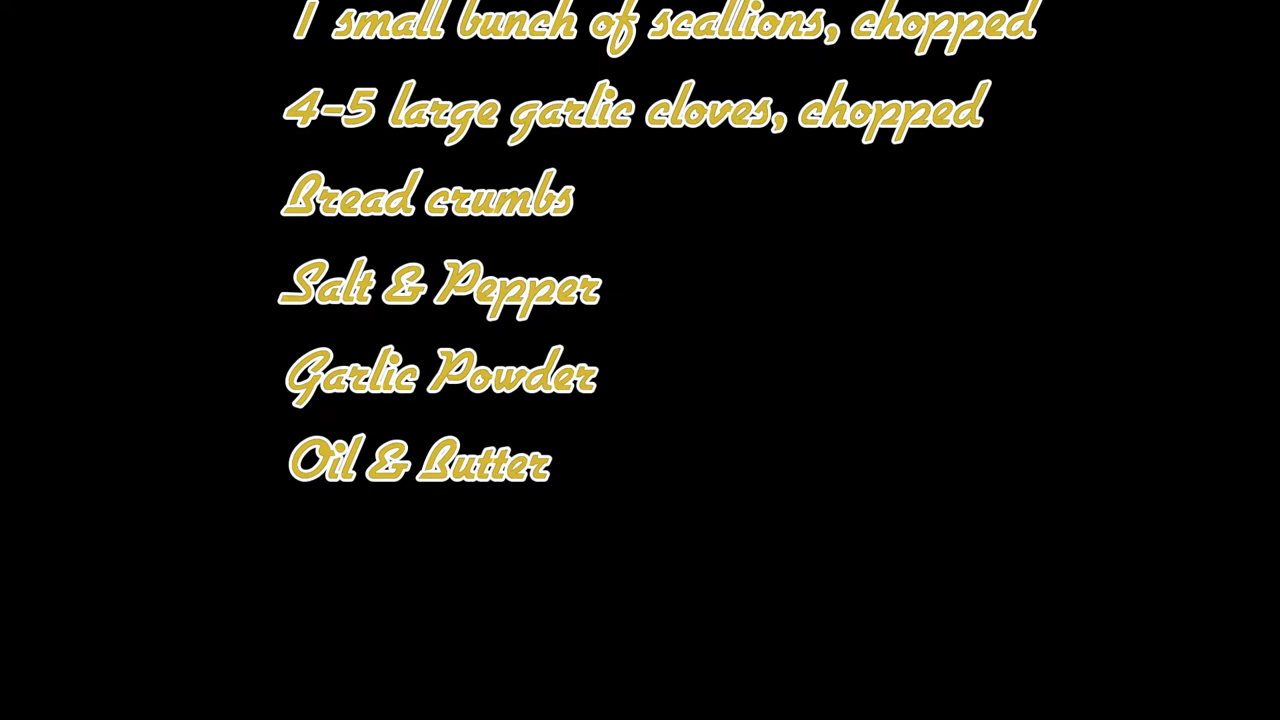 1 small bunch of scallions, chopped
4-5 large garlic cloves, chopped
Bread crumbs
Salt & Pepper
Garlic Powder
Oil & Butter